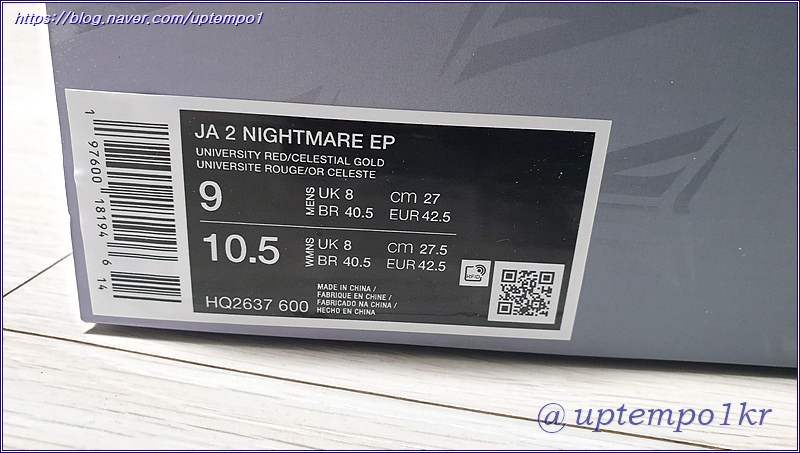 https://blog.naver.com/uptempo1
1 97600 18194 6 14
JA 2 NIGHTMARE EP
UNIVERSITY RED/CELESTIAL GOLD
UNIVERSITE ROUGE/OR CELESTE
9 MENS UK 8 cm 27
BR 40.5 EUR 42.5
10.5 WMNS UK 8 cm 27.5
BR 40.5 EUR 42.5
HQ2637 600
MADE IN CHINA /
FABRIQUE EN CHINE /
FABRICADO NA CHINA /
HECHO EN CHINA
@uptempo1kr